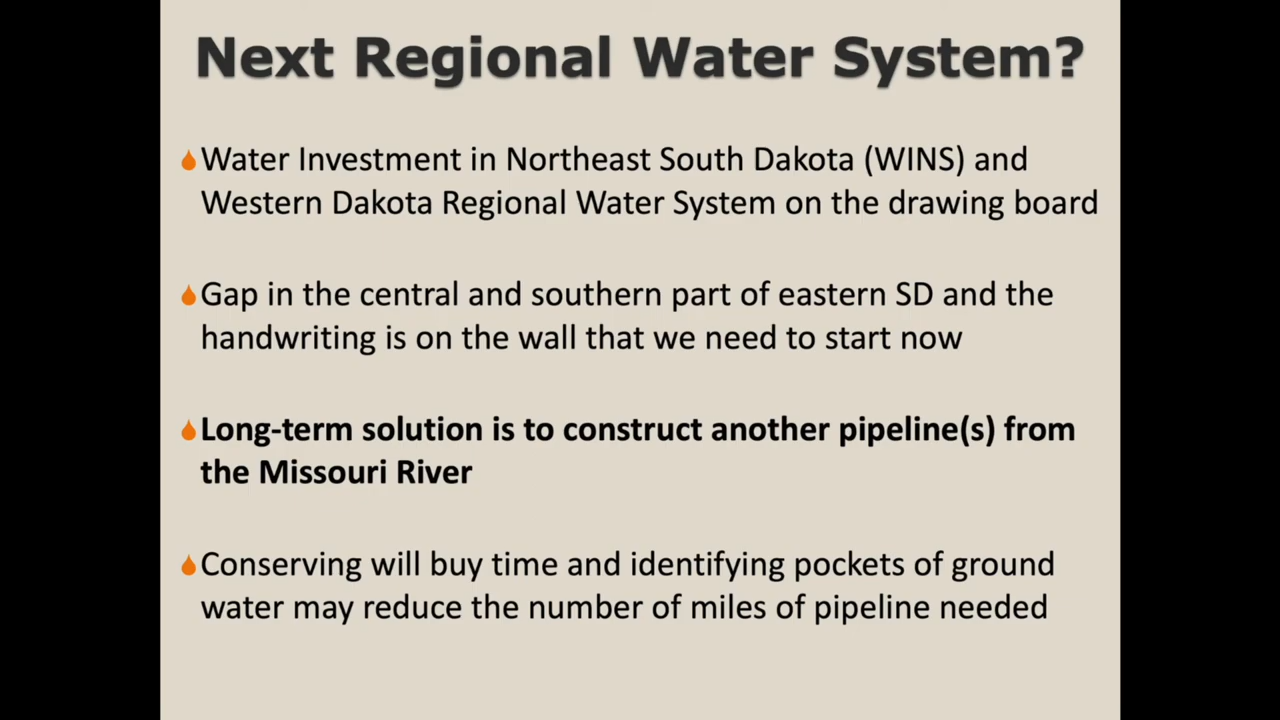 Next Regional Water System?
Water Investment in Northeast South Dakota (WINS) and
Western Dakota Regional Water System on the drawing board
Gap in the central and southern part of eastern SD and the
handwriting is on the wall that we need to start now
Long-term solution is to construct another pipeline(s) from
the Missouri River
Conserving will buy time and identifying pockets of ground
water may reduce the number of miles of pipeline needed